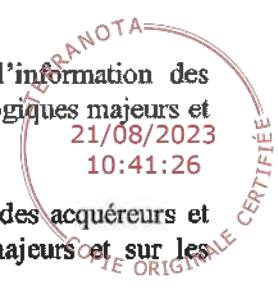 TERRANOTA
l'information des
ogiques majeurs et
21/08/2023
10:41:26
des acquéreurs et
majeurs et sur les
COPIE ORIGINALE CERTIFIÉE